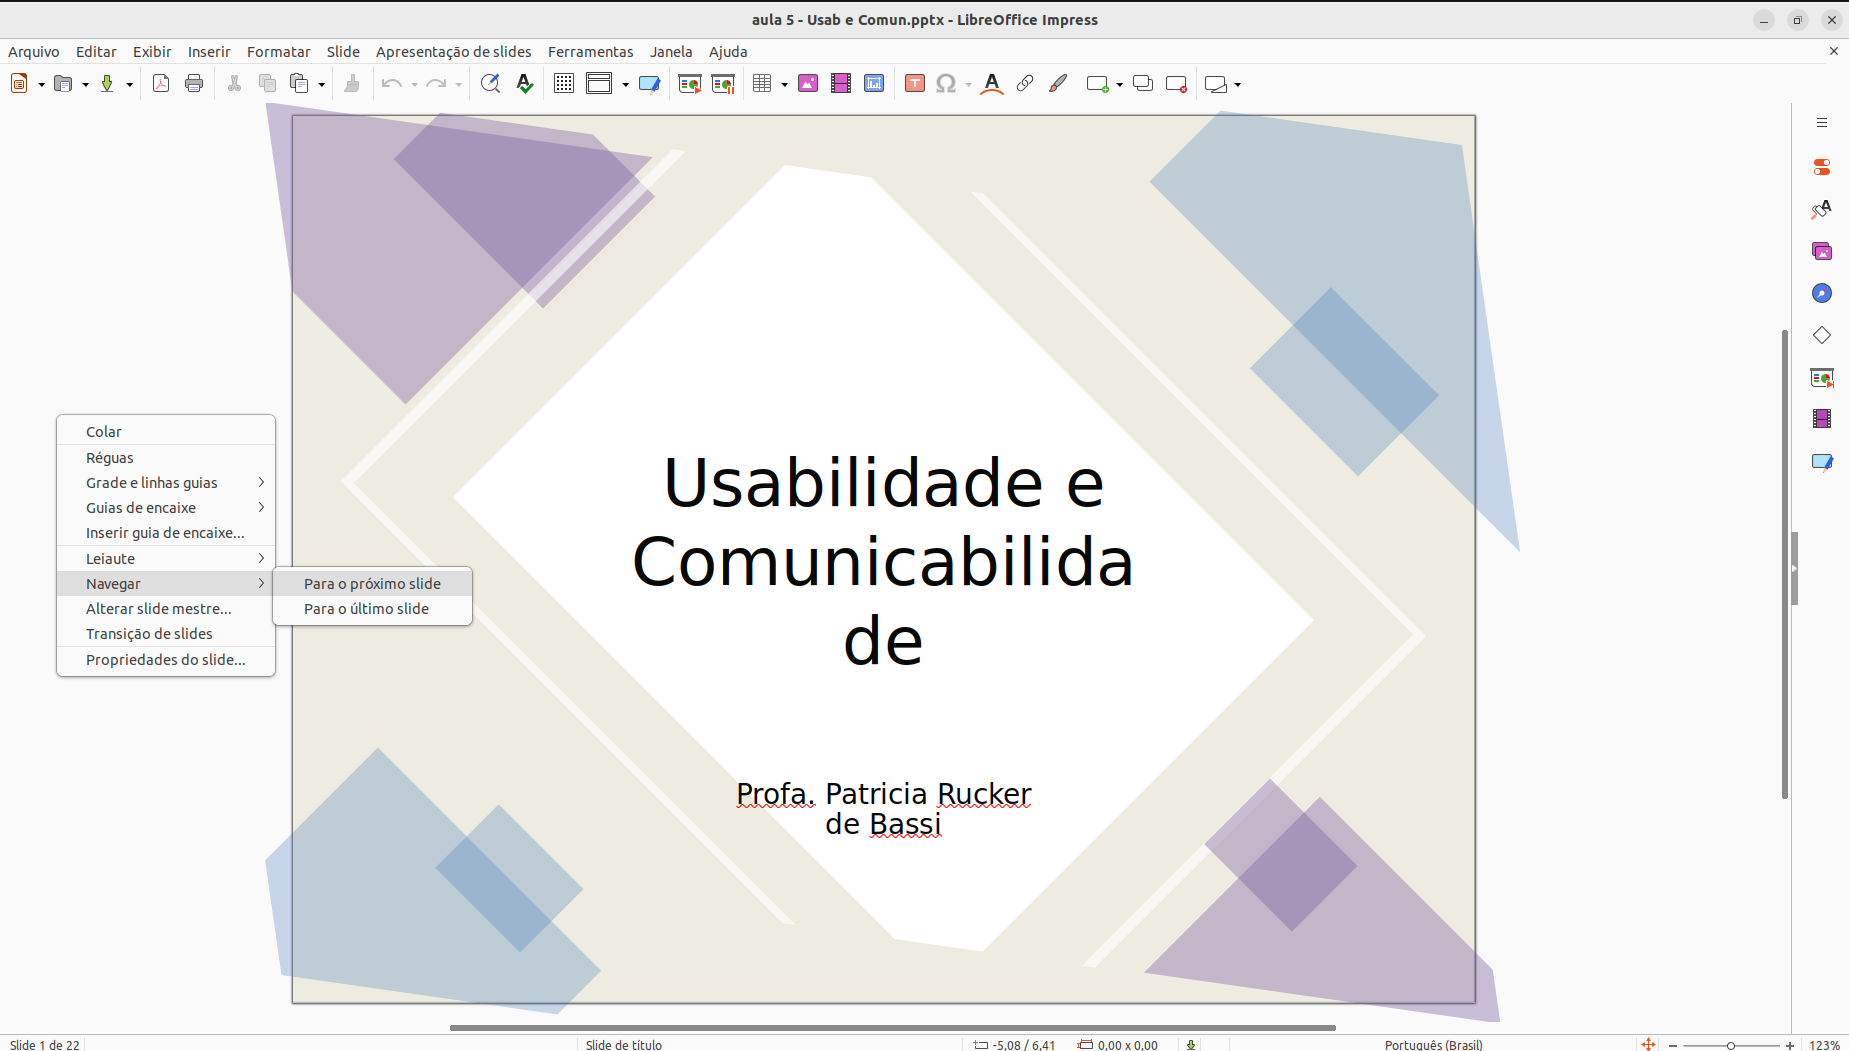 aula 5 - Usab e Comun.pptx - LibreOffice Impress
Arquivo Editar Exibir Inserir Formatar Slide Apresentação de slides Ferramentas Janela Ajuda
Colar
Réguas
Grade e linhas guias
Guias de encaixe
Inserir guia de encaixe...
Leiaute
Navegar
Para o próximo slide
Alterar slide mestre...
Para o último slide
Transição de slides
Propriedades do slide...
Usabilidade e
Comunicabilida
de
Profa. Patricia Rucker
de Bassi
Slide 1 de 22 Slide de título -5,08 / 6,41 0,00 x 0,00 Português (Brasil) 123%